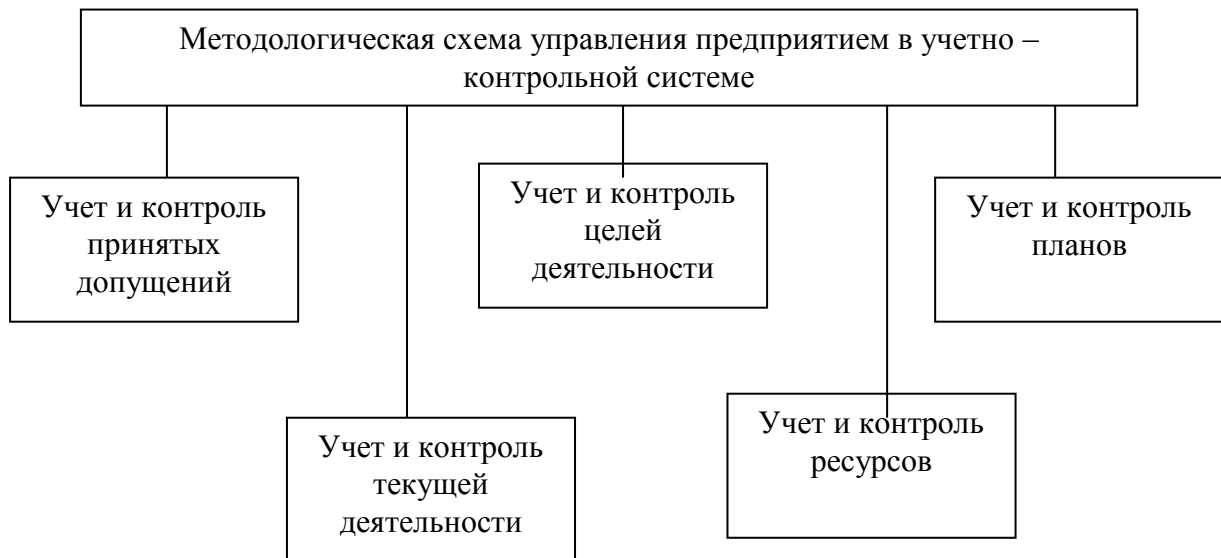 Методологическая схема управления предприятием в учетно –
контрольной системе
Учет и контроль
принятых
допущений
Учет и контроль
целей
деятельности
Учет и контроль
планов
Учет и контроль
текущей
деятельности
Учет и контроль
ресурсов